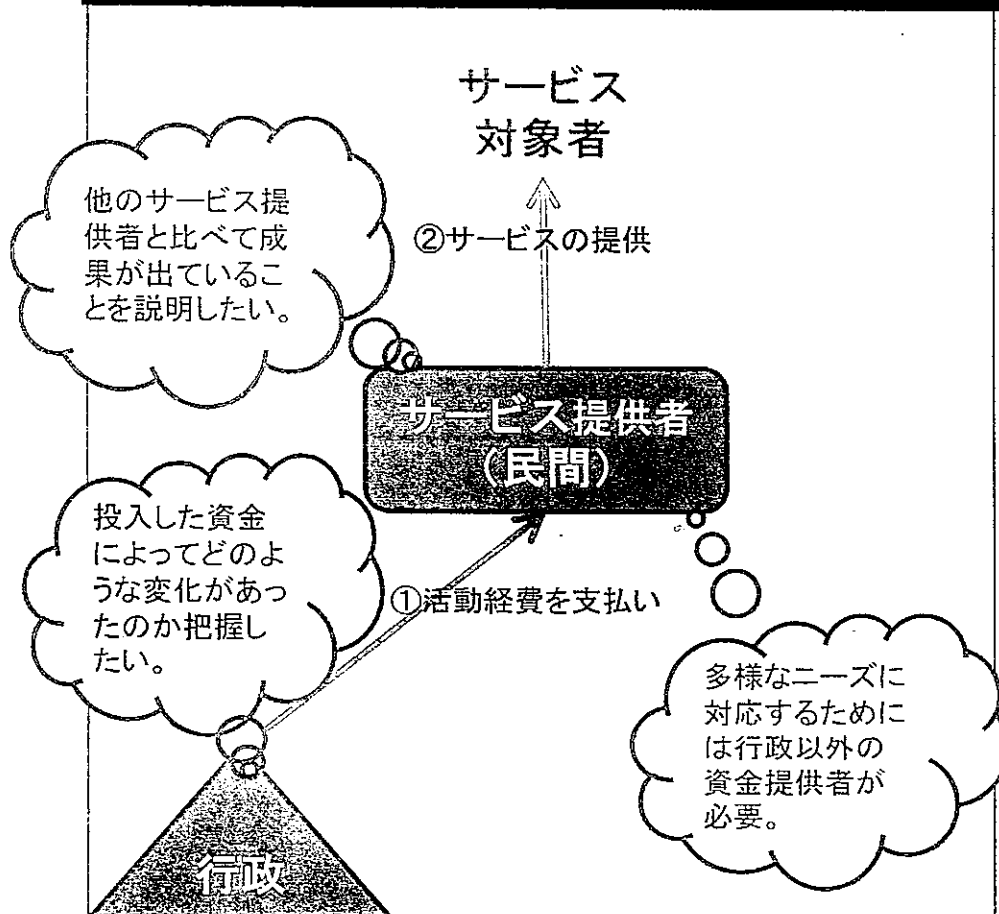 サービス
対象者
他のサービス提
供者と比べて成
果が出ているこ
とを説明したい。
②サービスの提供
サービス提供者
（民間）
投入した資金
によってどのよ
うな変化があっ
たのか把握し
たい。
①活動経費を支払い
多様なニーズに
対応するために
は行政以外の
資金提供者が
必要。
行政